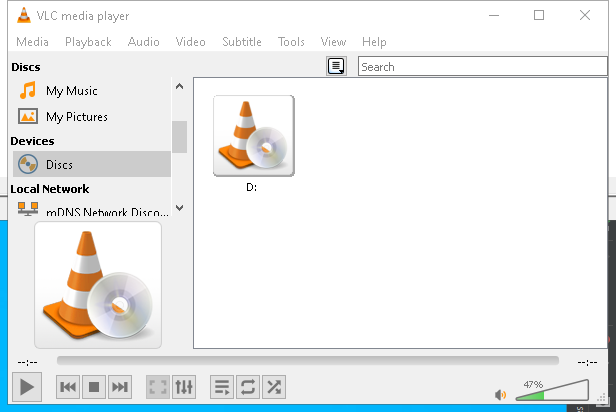 VLC media player
Media Playback Audio Video Subtitle Tools View Help
Discs
Search
My Music
My Pictures
Devices
Discs
Local Network
mDNS Network Disco...
D:
--:--
--:--
47%